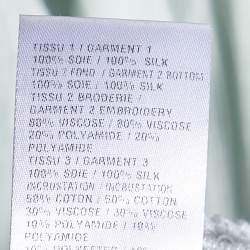 TISSU 1 / GARMENT 1
100% SOIE / 100% SILK
TISSU 2 FOND / GARMENT 2 BOTTOM
100% SOIE / 100% SILK
TISSU 2 BRODERIE /
GARMENT 2 EMBROIDERY
80% VISCOSE / 80% VISCOSE
20% POLYAMIDE / 20%
POLYAMIDE
TISSU 3 / GARMENT 3
100% SOIE / 100% SILK
INCRUSTATION / INCRUSTATION
50% COTON / 50% COTTON
30% VISCOSE / 30% VISCOSE
10% POLYAMIDE / 10%
POLYAMIDE